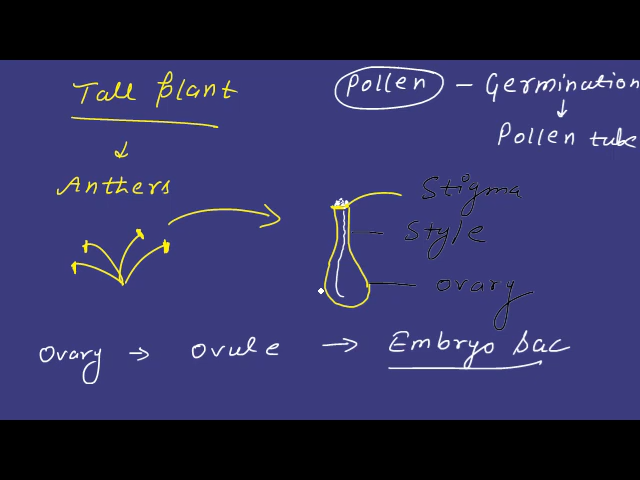 Tall plant
Pollen - Germination
↓
Pollen tube
↓
Anthers
Stigma
Style
Ovary
Ovary → Ovule → Embryo Sac